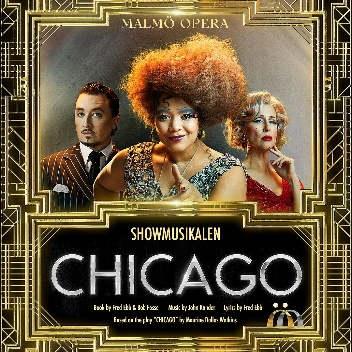 MALMÖ OPERA
SHOWMUSIKALEN
CHICAGO
Book by Fred Ebb & Bob Fosse Music by John Kander Lyrics by Fred Ebb
Based on the play "CHICAGO" by Maurine Dallas Watkins